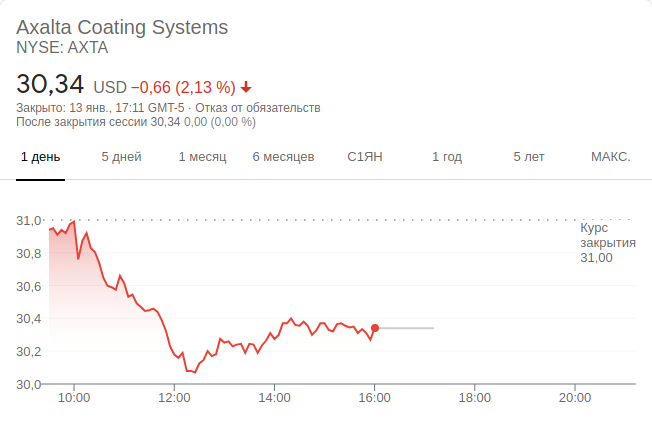 Axalta Coating Systems
NYSE: AXTA
30,34 USD −0,66 (2,13 %)
Закрыто: 13 янв., 17:11 GMT-5 · Отказ от обязательств
После закрытия сессии 30,34 0,00 (0,00 %)
1 день 5 дней 1 месяц 6 месяцев С1ЯН 1 год 5 лет МАКС.
31,0
Курс
закрытия
31,00
30,8
30,6
30,4
30,2
30,0
10:00 12:00 14:00 16:00 18:00 20:00